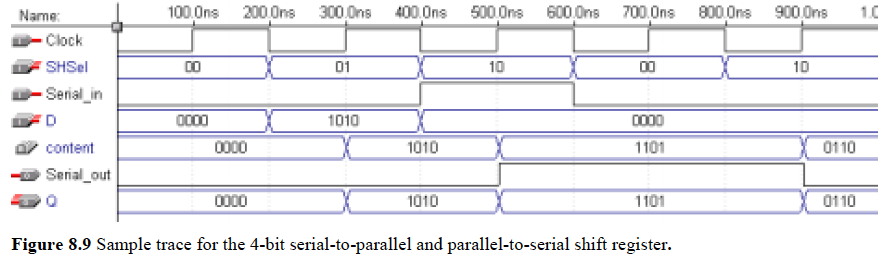 Name: 100.0ns 200.0ns 300.0ns 400.0ns 500.0ns 600.0ns 700.0ns 800.0ns 900.0ns 1.0
Clock
SHSel 00 01 10 00 10
Serial_in
D 0000 1010 0000
content 0000 1010 1101 0110
Serial_out
Q 0000 1010 1101 0110
Figure 8.9 Sample trace for the 4-bit serial-to-parallel and parallel-to-serial shift register.